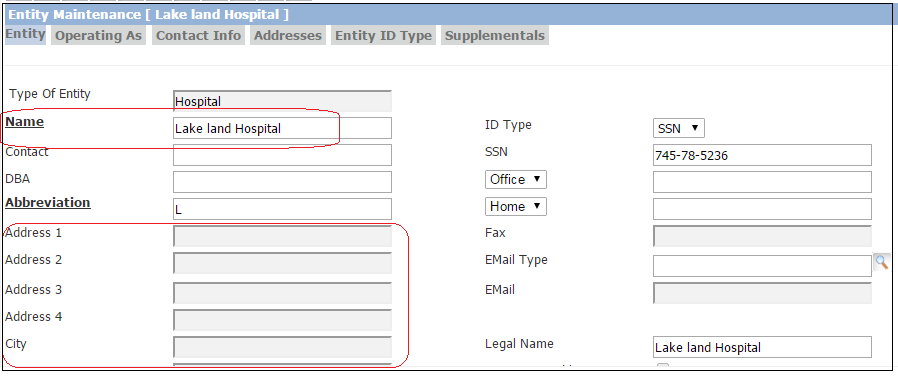 Entity Maintenance [ Lake land Hospital ]
Entity Operating As Contact Info Addresses Entity ID Type Supplementals
Type Of Entity Hospital
Name Lake land Hospital ID Type SSN
Contact SSN 745-78-5236
DBA Office
Abbreviation L Home
Address 1 Fax
Address 2 EMail Type
Address 3 EMail
Address 4
City Legal Name Lake land Hospital